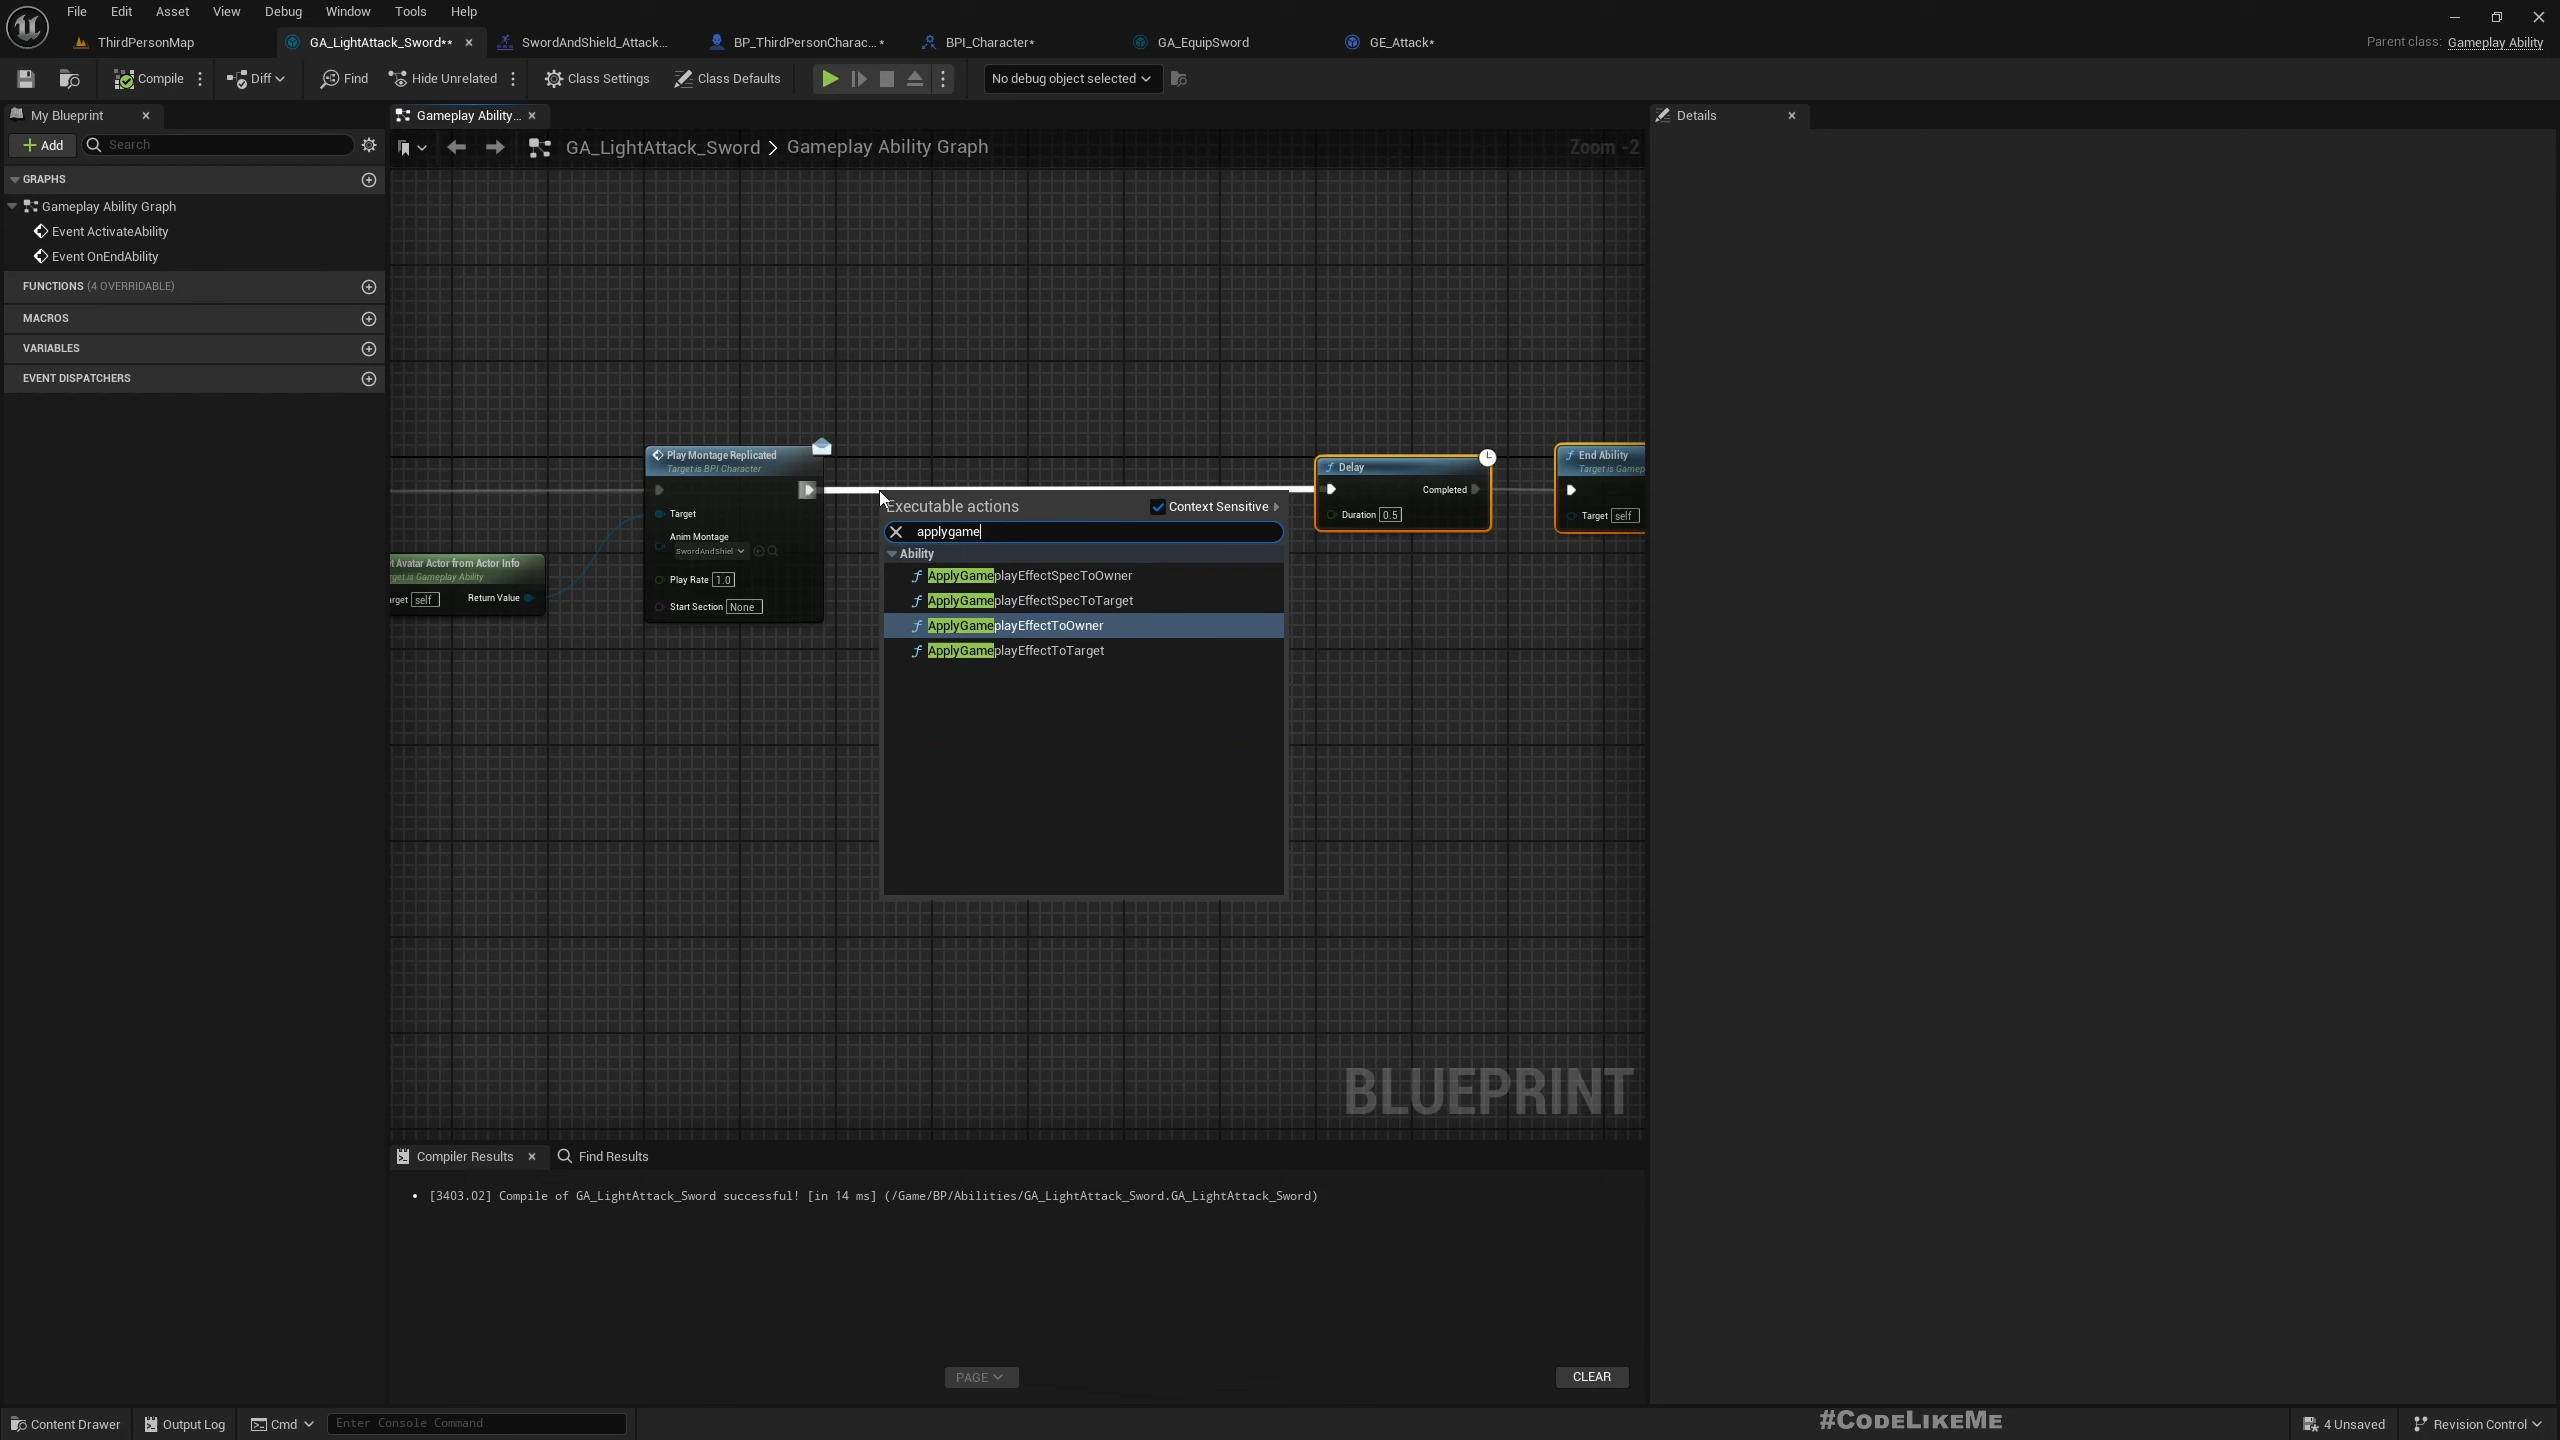 File Edit Asset View Debug Window Tools Help
ThirdPersonMap
GA_LightAttack_Sword**
SwordAndShield_Attack...
BP_ThirdPersonCharac...*
BPI_Character*
GA_EquipSword
GE_Attack*
Parent class: Gameplay Ability
Compile
Diff
Find
Hide Unrelated
Class Settings
Class Defaults
No debug object selected
My Blueprint
Gameplay Ability...
Details
Add
Search
GA_LightAttack_Sword > Gameplay Ability Graph
Zoom -2
GRAPHS
Gameplay Ability Graph
Event ActivateAbility
Event OnEndAbility
FUNCTIONS (4 OVERRIDABLE)
MACROS
VARIABLES
EVENT DISPATCHERS
t Avatar Actor from Actor Info
rget is Gameplay Ability
arget self
Return Value
Play Montage Replicated
Target is BPI Character
Target
Anim Montage
SwordAndShiel
Play Rate 1.0
Start Section None
Executable actions
Context Sensitive
applygame
Ability
ApplyGameplayEffectSpecToOwner
ApplyGameplayEffectSpecToTarget
ApplyGameplayEffectToOwner
ApplyGameplayEffectToTarget
Delay
Completed
Duration 0.5
End Ability
Target is Gamep
Target self
BLUEPRINT
Compiler Results
Find Results
• [3403.02] Compile of GA_LightAttack_Sword successful! [in 14 ms] (/Game/BP/Abilities/GA_LightAttack_Sword.GA_LightAttack_Sword)
PAGE
CLEAR
Content Drawer
Output Log
Cmd
Enter Console Command
#CodeLikeMe
4 Unsaved
Revision Control